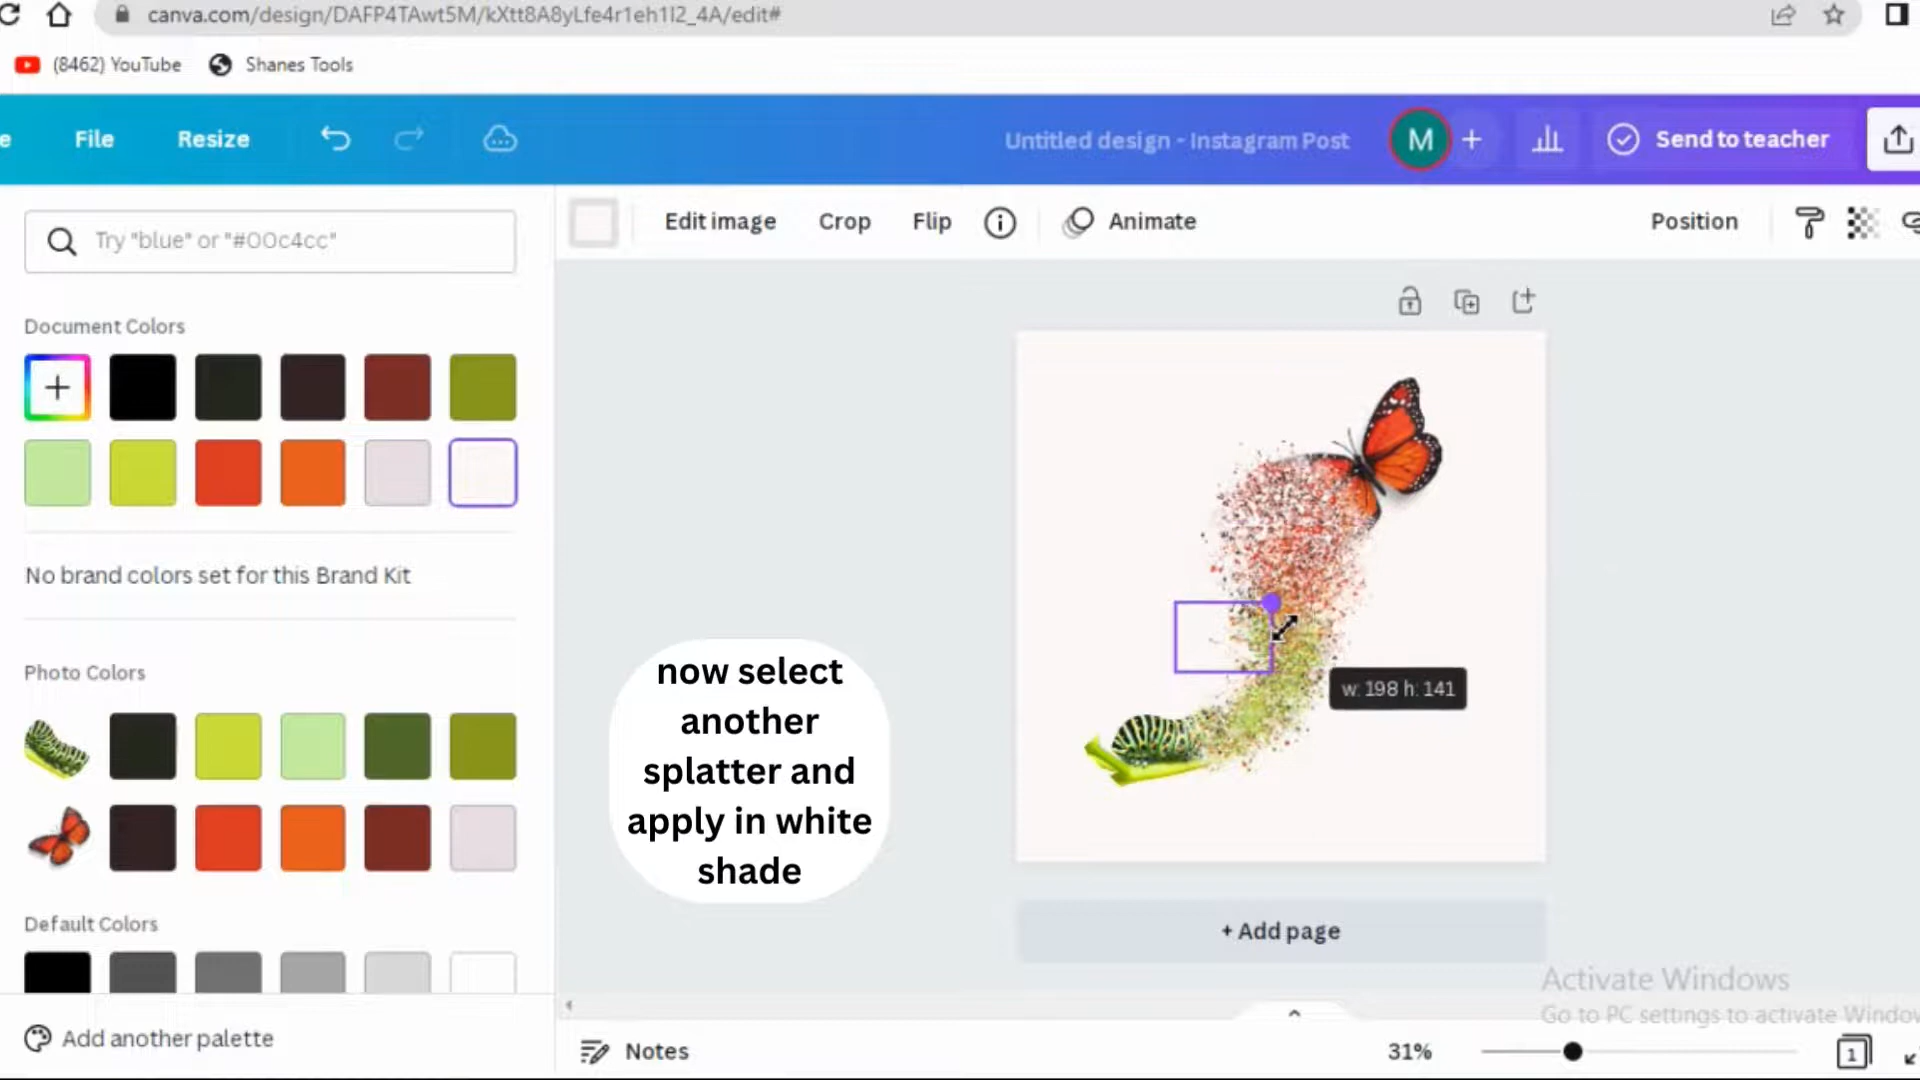 canva.com/design/DAFP4TAwt5M/kXtt8A8yLfe4r1eh1I2_4A/edit#
(8462) YouTube
Shanes Tools
e
File
Resize
Untitled design - Instagram Post
M
Send to teacher
Try "blue" or "#00c4cc"
Edit image
Crop
Flip
Animate
Position
Document Colors
No brand colors set for this Brand Kit
Photo Colors
now select
another
splatter and
apply in white
shade
w: 198 h: 141
Default Colors
+ Add page
Activate Windows
Go to PC settings to activate Window
Add another palette
Notes
31%
1